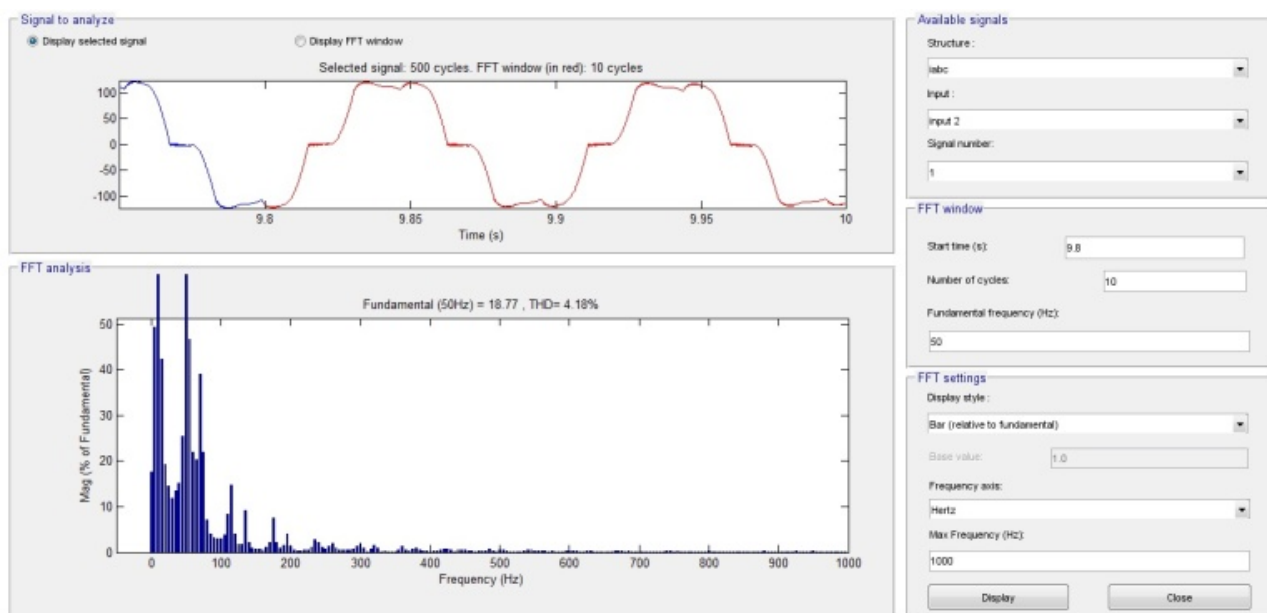 Signal to analyze
Display selected signal
Display FFT window
Selected signal: 500 cycles. FFT window (in red): 10 cycles
100
50
0
-50
-100
9.8
9.85
9.9
9.95
10
Time (s)
FFT analysis
Fundamental (50Hz) = 18.77 , THD= 4.18%
50
40
30
20
10
0
Mag (% of Fundamental)
0
100
200
300
400
500
600
700
800
900
1000
Frequency (Hz)
Available signals
Structure :
iabc
Input :
input 2
Signal number:
1
FFT window
Start time (s):
9.8
Number of cycles:
10
Fundamental frequency (Hz):
50
FFT settings
Display style :
Bar (relative to fundamental)
Base value:
1.0
Frequency axis:
Hertz
Max Frequency (Hz):
1000
Display
Close